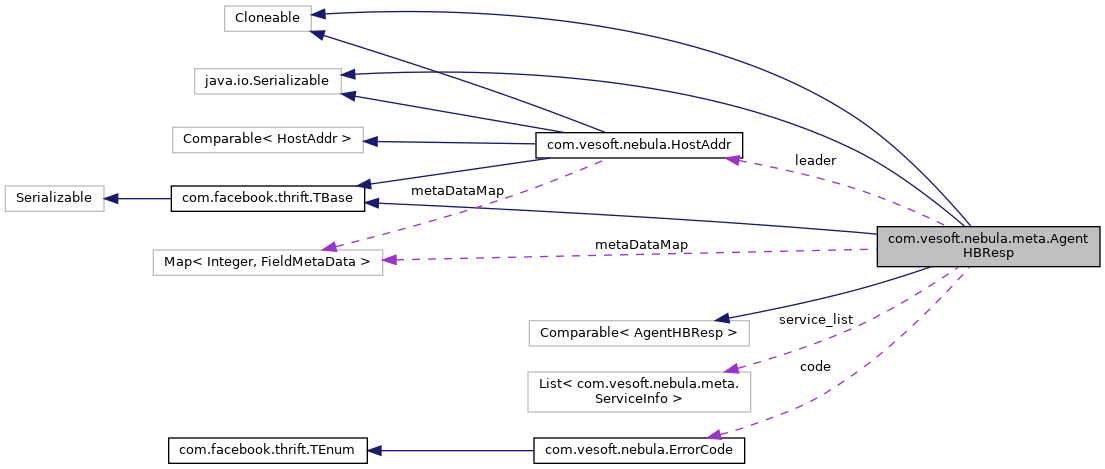 Cloneable
java.io.Serializable
Comparable< HostAddr >
com.vesoft.nebula.HostAddr
leader
Serializable
com.facebook.thrift.TBase
metaDataMap
com.vesoft.nebula.meta.Agent
HBResp
metaDataMap
Map< Integer, FieldMetaData >
Comparable< AgentHBResp >
service_list
code
List< com.vesoft.nebula.meta.
ServiceInfo >
com.facebook.thrift.TEnum
com.vesoft.nebula.ErrorCode